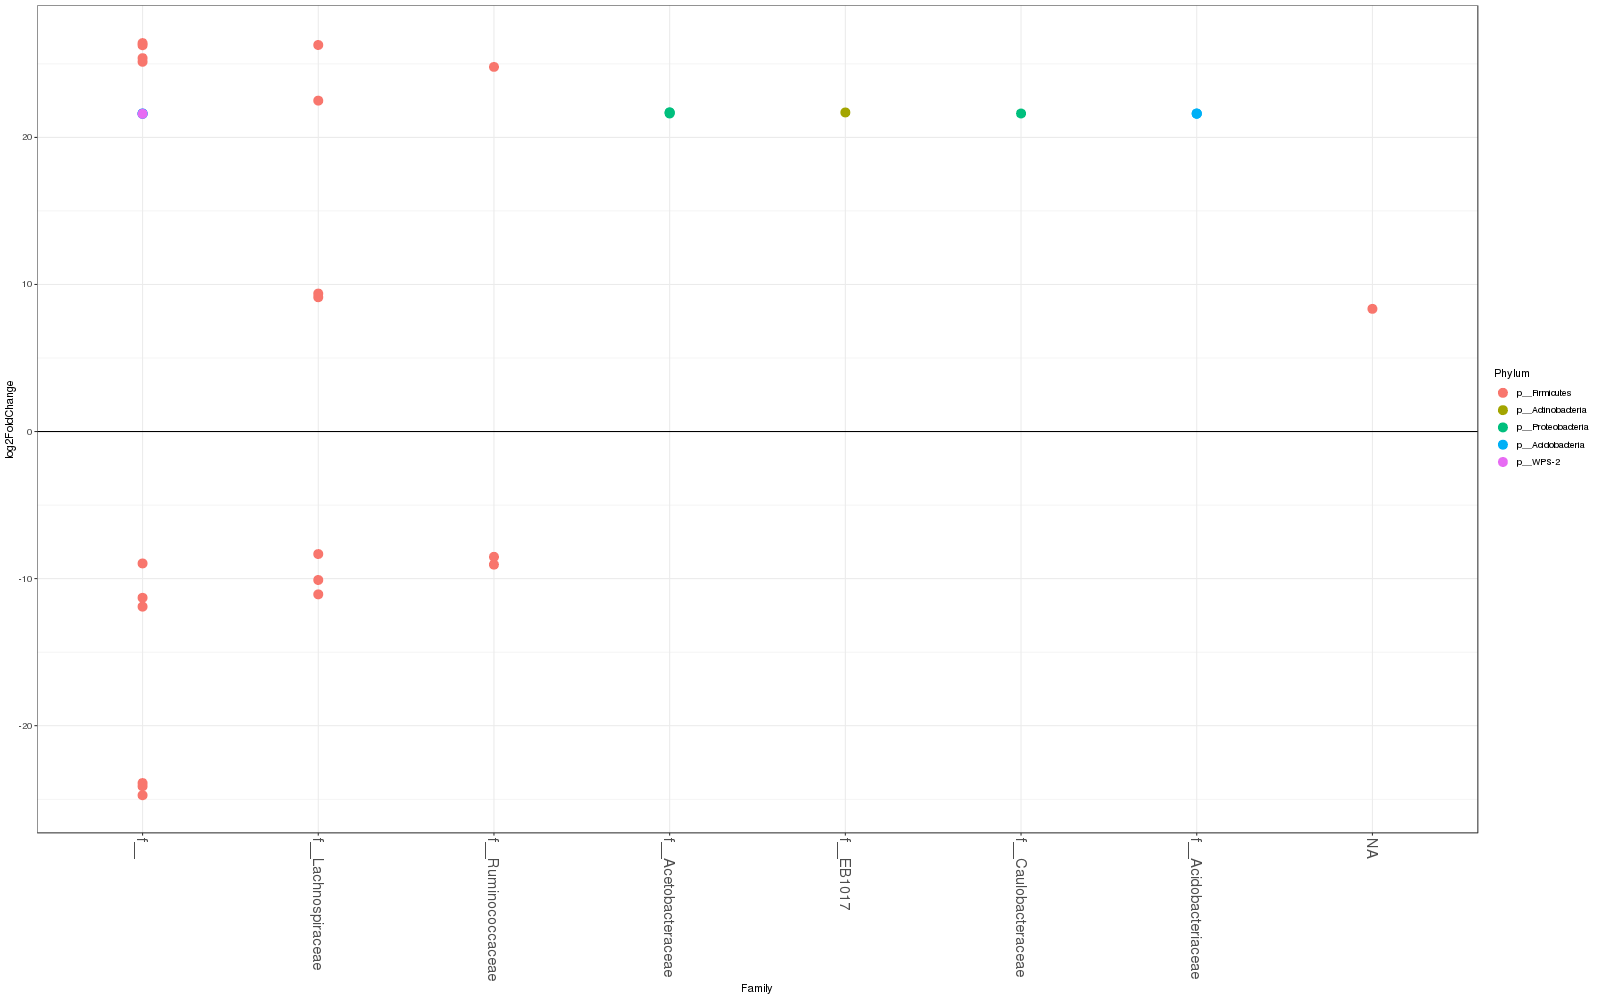 20
10
0
-10
-20
log2FoldChange
f__
f__Lachnospiraceae
f__Ruminococcaceae
f__Acetobacteraceae
f__EB1017
f__Caulobacteraceae
f__Acidobacteriaceae
NA
Family
Phylum
p__Firmicutes
p__Actinobacteria
p__Proteobacteria
p__Acidobacteria
p__WPS-2